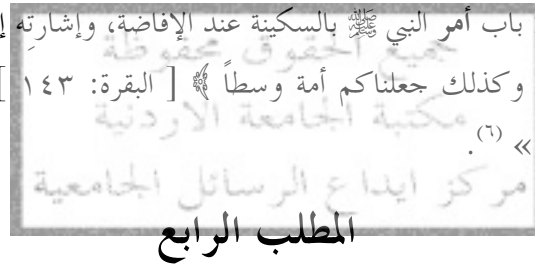 باب أمر النبي ﷺ بالسكينة عند الإفاضة، وإشارتِه
جميع الحقوق محفوظة
وكذلك جعلناكم أمة وسطاً ﴾ [ البقرة: ١٤٣ ]
مكتبة الجامعة الاردنية
» (٦).
مركز ايداع الرسائل الجامعية
المطلب الرابع